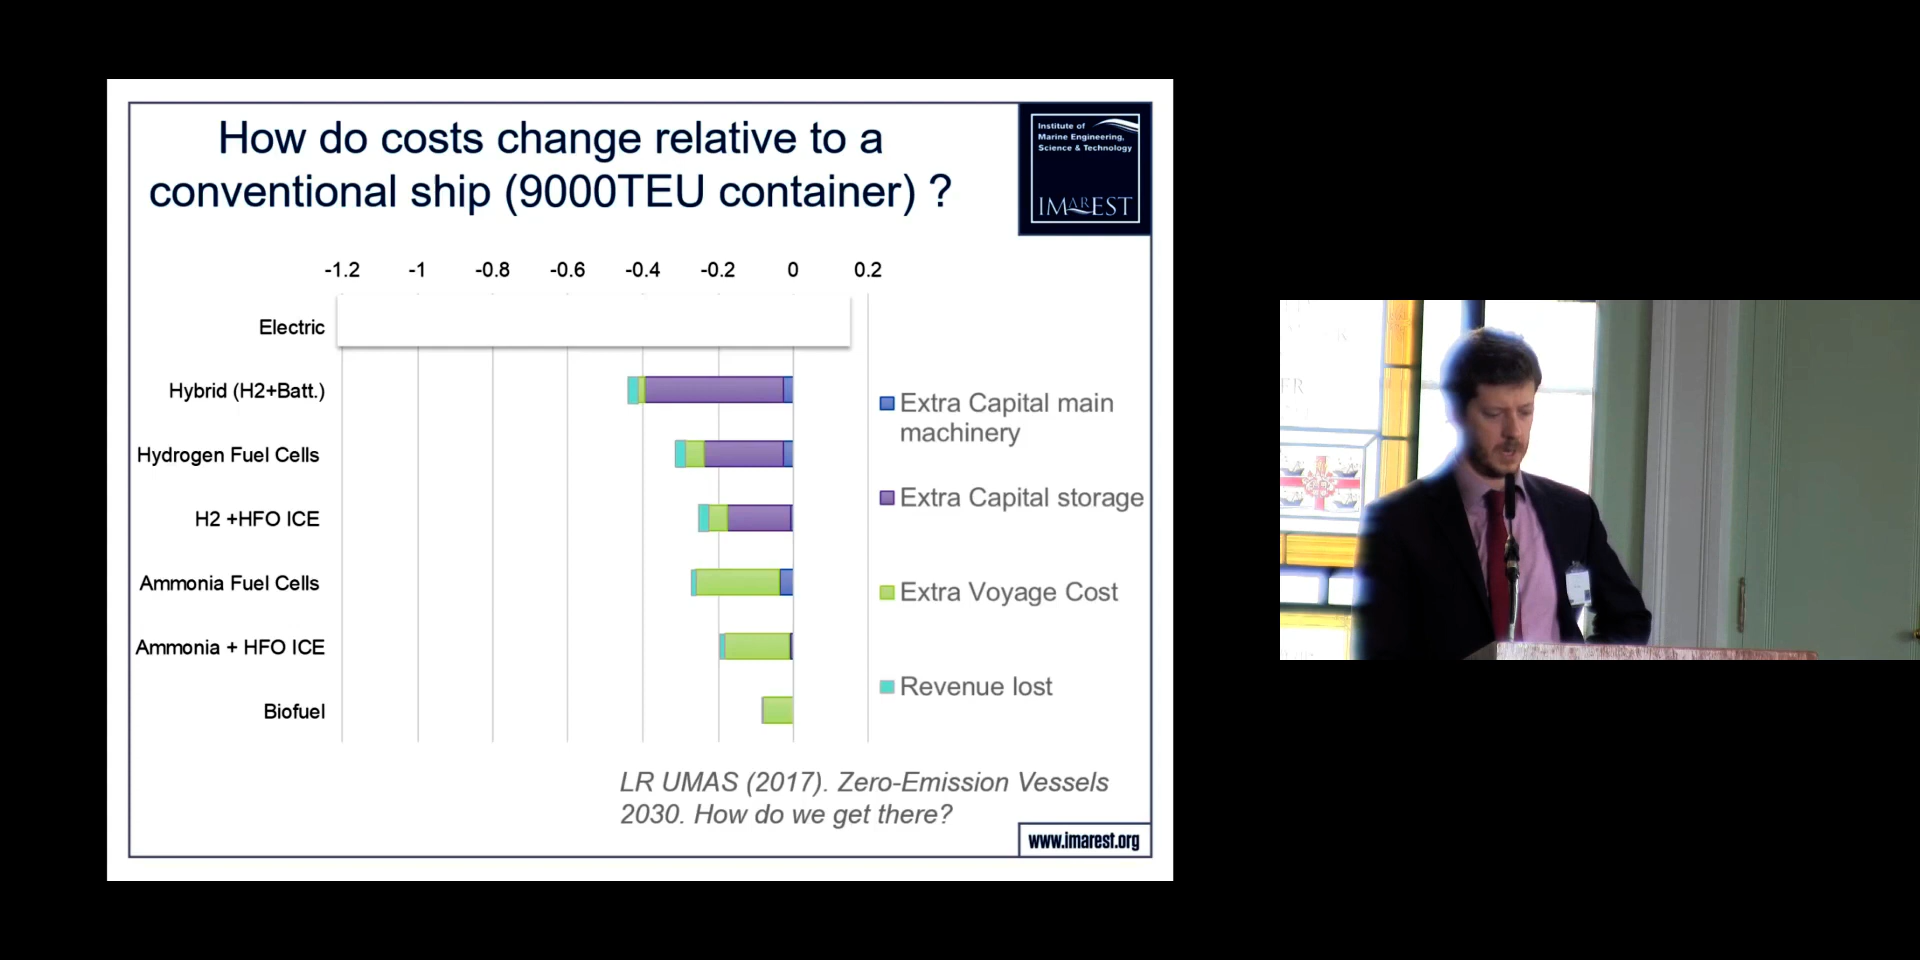 How do costs change relative to a
conventional ship (9000TEU container) ?
Institute of
Marine Engineering,
Science & Technology
IMarEST
-1.2 -1 -0.8 -0.6 -0.4 -0.2 0 0.2
Electric
Hybrid (H2+Batt.)
Hydrogen Fuel Cells
H2 +HFO ICE
Ammonia Fuel Cells
Ammonia + HFO ICE
Biofuel
Extra Capital main
machinery
Extra Capital storage
Extra Voyage Cost
Revenue lost
LR UMAS (2017). Zero-Emission Vessels
2030. How do we get there?
www.imarest.org